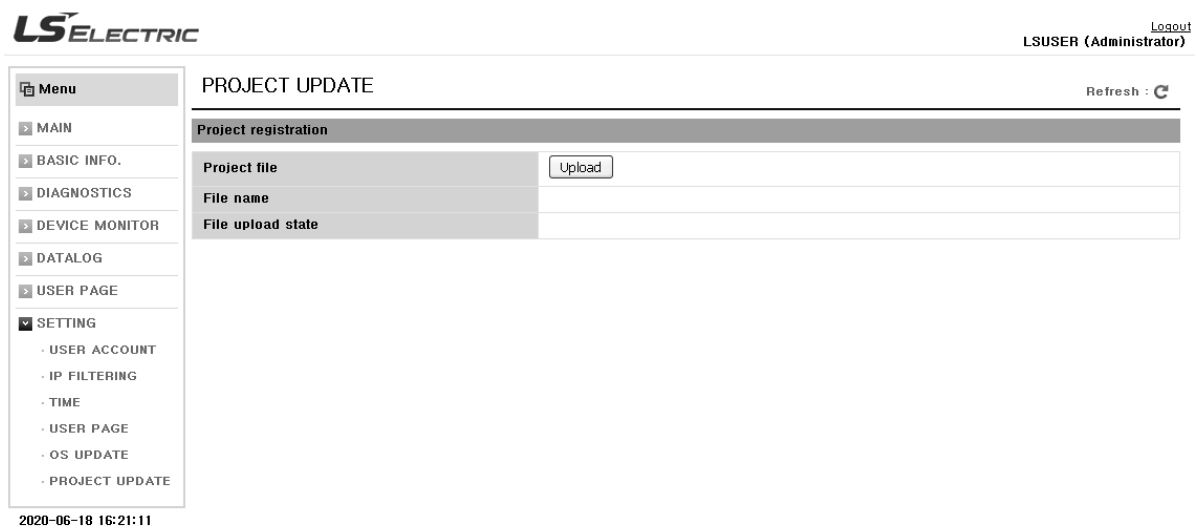 LSELECTRIC
Logout
LSUSER (Administrator)
Menu
MAIN
BASIC INFO.
DIAGNOSTICS
DEVICE MONITOR
DATALOG
USER PAGE
SETTING
· USER ACCOUNT
· IP FILTERING
· TIME
· USER PAGE
· OS UPDATE
· PROJECT UPDATE
2020-06-18 16:21:11
PROJECT UPDATE
Refresh :
Project registration
Project file Upload
File name
File upload state